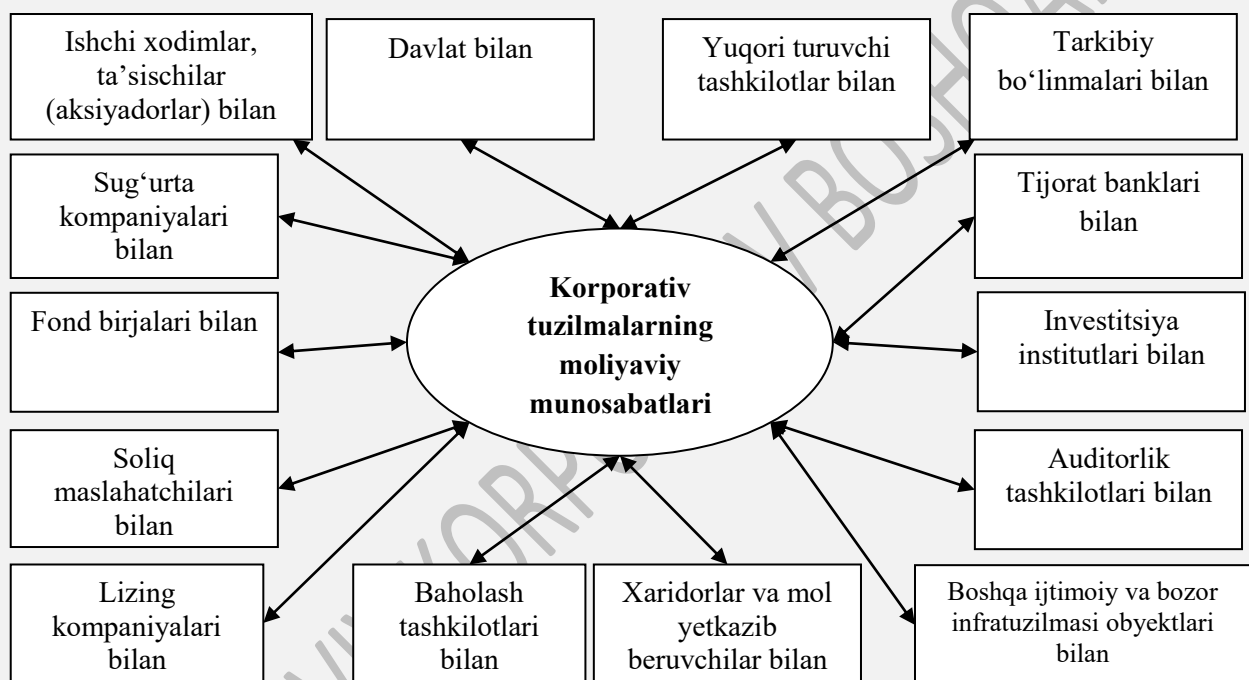 Ishchi xodimlar,
ta’sischilar
(aksiyadorlar) bilan
Davlat bilan
Yuqori turuvchi
tashkilotlar bilan
Tarkibiy
bo‘linmalari bilan
Sug‘urta
kompaniyalari
bilan
Tijorat banklari
bilan
Korporativ
tuzilmalarning
moliyaviy
munosabatlari
Fond birjalari bilan
Investitsiya
institutlari bilan
Soliq
maslahatchilari
bilan
Auditorlik
tashkilotlari bilan
Lizing
kompaniyalari
bilan
Baholash
tashkilotlari
bilan
Xaridorlar va mol
yetkazib
beruvchilar bilan
Boshqa ijtimoiy va bozor
infratuzilmasi obyektlari
bilan